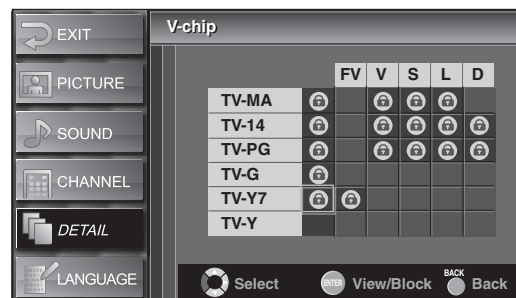 EXIT
PICTURE
SOUND
CHANNEL
DETAIL
LANGUAGE
V-chip
FV V S L D
TV-MA
TV-14
TV-PG
TV-G
TV-Y7
TV-Y
Select ENTER View/Block BACK Back